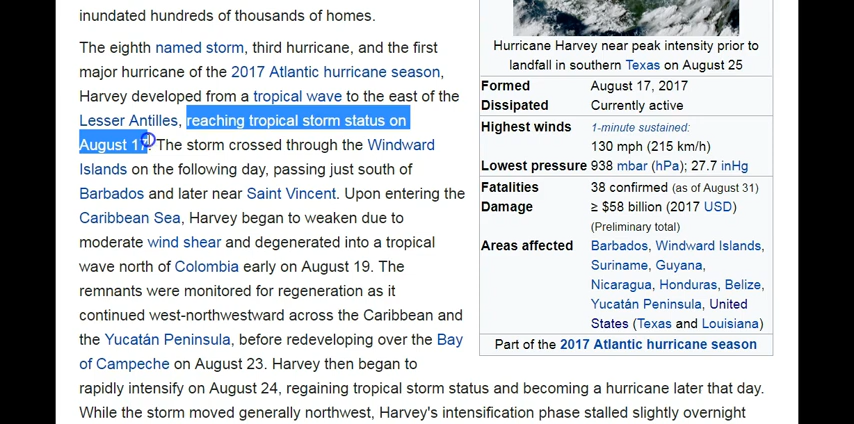 inundated hundreds of thousands of homes.
The eighth named storm, third hurricane, and the first
major hurricane of the 2017 Atlantic hurricane season,
Harvey developed from a tropical wave to the east of the
Lesser Antilles, reaching tropical storm status on
August 17. The storm crossed through the Windward
Islands on the following day, passing just south of
Barbados and later near Saint Vincent. Upon entering the
Caribbean Sea, Harvey began to weaken due to
moderate wind shear and degenerated into a tropical
wave north of Colombia early on August 19. The
remnants were monitored for regeneration as it
continued west-northwestward across the Caribbean and
the Yucatán Peninsula, before redeveloping over the Bay
of Campeche on August 23. Harvey then began to
rapidly intensify on August 24, regaining tropical storm status and becoming a hurricane later that day.
While the storm moved generally northwest, Harvey's intensification phase stalled slightly overnight
Hurricane Harvey near peak intensity prior to
landfall in southern Texas on August 25
Formed August 17, 2017
Dissipated Currently active
Highest winds 1-minute sustained:
130 mph (215 km/h)
Lowest pressure 938 mbar (hPa); 27.7 inHg
Fatalities 38 confirmed (as of August 31)
Damage ≥ $58 billion (2017 USD)
(Preliminary total)
Areas affected Barbados, Windward Islands,
Suriname, Guyana,
Nicaragua, Honduras, Belize,
Yucatán Peninsula, United
States (Texas and Louisiana)
Part of the 2017 Atlantic hurricane season